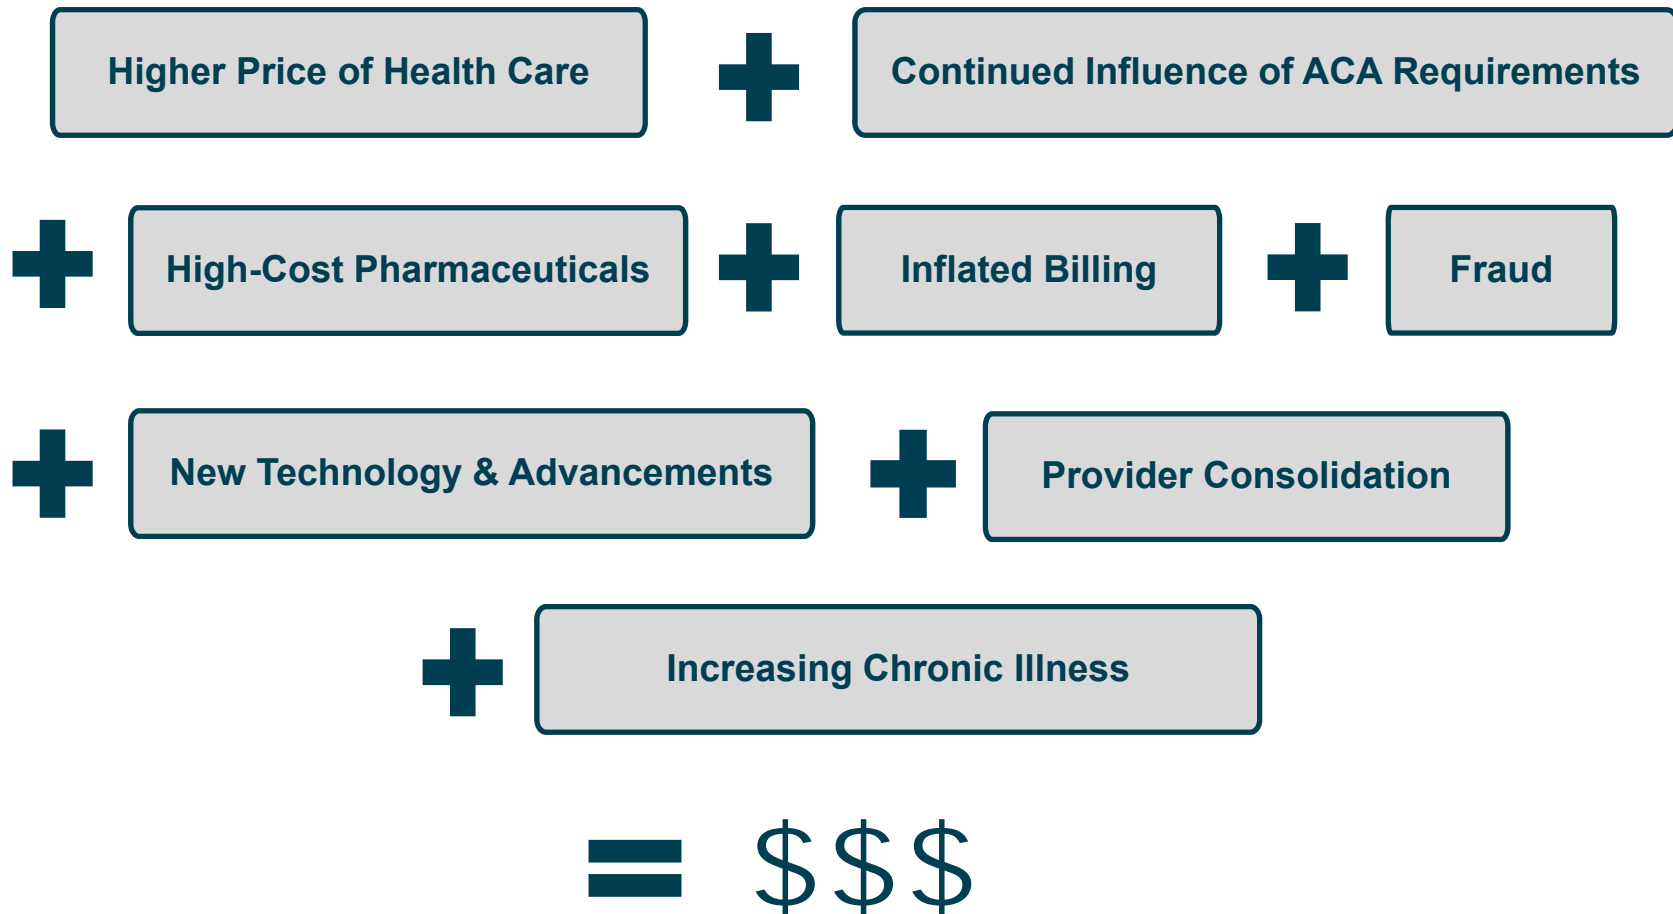 Higher Price of Health Care + Continued Influence of ACA Requirements
+ High-Cost Pharmaceuticals + Inflated Billing + Fraud
+ New Technology & Advancements + Provider Consolidation
+ Increasing Chronic Illness
= $$$